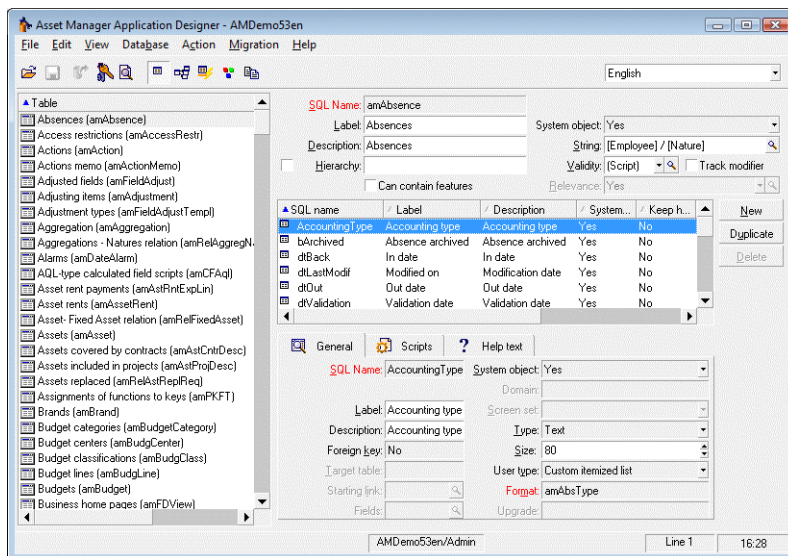 Asset Manager Application Designer - AMDemo53en
File Edit View Database Action Migration Help
English
Table
Absences (amAbsence)
Access restrictions (amAccessRestr)
Actions (amAction)
Actions memo (amActionMemo)
Adjusted fields (amFieldAdjust)
Adjusting items (amAdjustment)
Adjustment types (amFieldAdjustTempl)
Aggregation (amAggregation)
Aggregations - Natures relation (amRelAggregN
Alarms (amDateAlarm)
AQL-type calculated field scripts (amCFAql)
Asset rent payments (amAstRntExpLin)
Asset rents (amAssetRent)
Asset- Fixed Asset relation (amRelFixedAsset)
Assets (amAsset)
Assets covered by contracts (amAstCntrDesc)
Assets included in projects (amAstProjDesc)
Assets replaced (amRelAstRplReq)
Assignments of functions to keys (amPKFT)
Brands (amBrand)
Budget categories (amBudgetCategory)
Budget centers (amBudgCenter)
Budget classifications (amBudgClass)
Budget lines (amBudgLine)
Budgets (amBudget)
Business home pages (amFDView)
SQL Name: amAbsence
Label: Absences System object: Yes
Description: Absences String: [Employee] / [Nature]
Hierarchy: Validity: (Script) Track modifier
Can contain features Relevance: Yes
SQL name Label Description System... Keep h...
AccountingType Accounting type Accounting type Yes No
bArchived Absence archived Absence archived Yes No
dtBack In date In date Yes No
dtLastModif Modified on Modification date Yes No
dtOut Out date Out date Yes No
dtValidation Validation date Validation date Yes No
New
Duplicate
Delete
General Scripts ? Help text
SQL Name: AccountingType System object: Yes
Domain:
Label: Accounting type Screen set:
Description: Accounting type Type: Text
Foreign key: No Size: 80
Target table: User type: Custom itemized list
Starting link: Format: amAbsType
Fields: Upgrade:
AMDemo53en/Admin Line 1 16:28